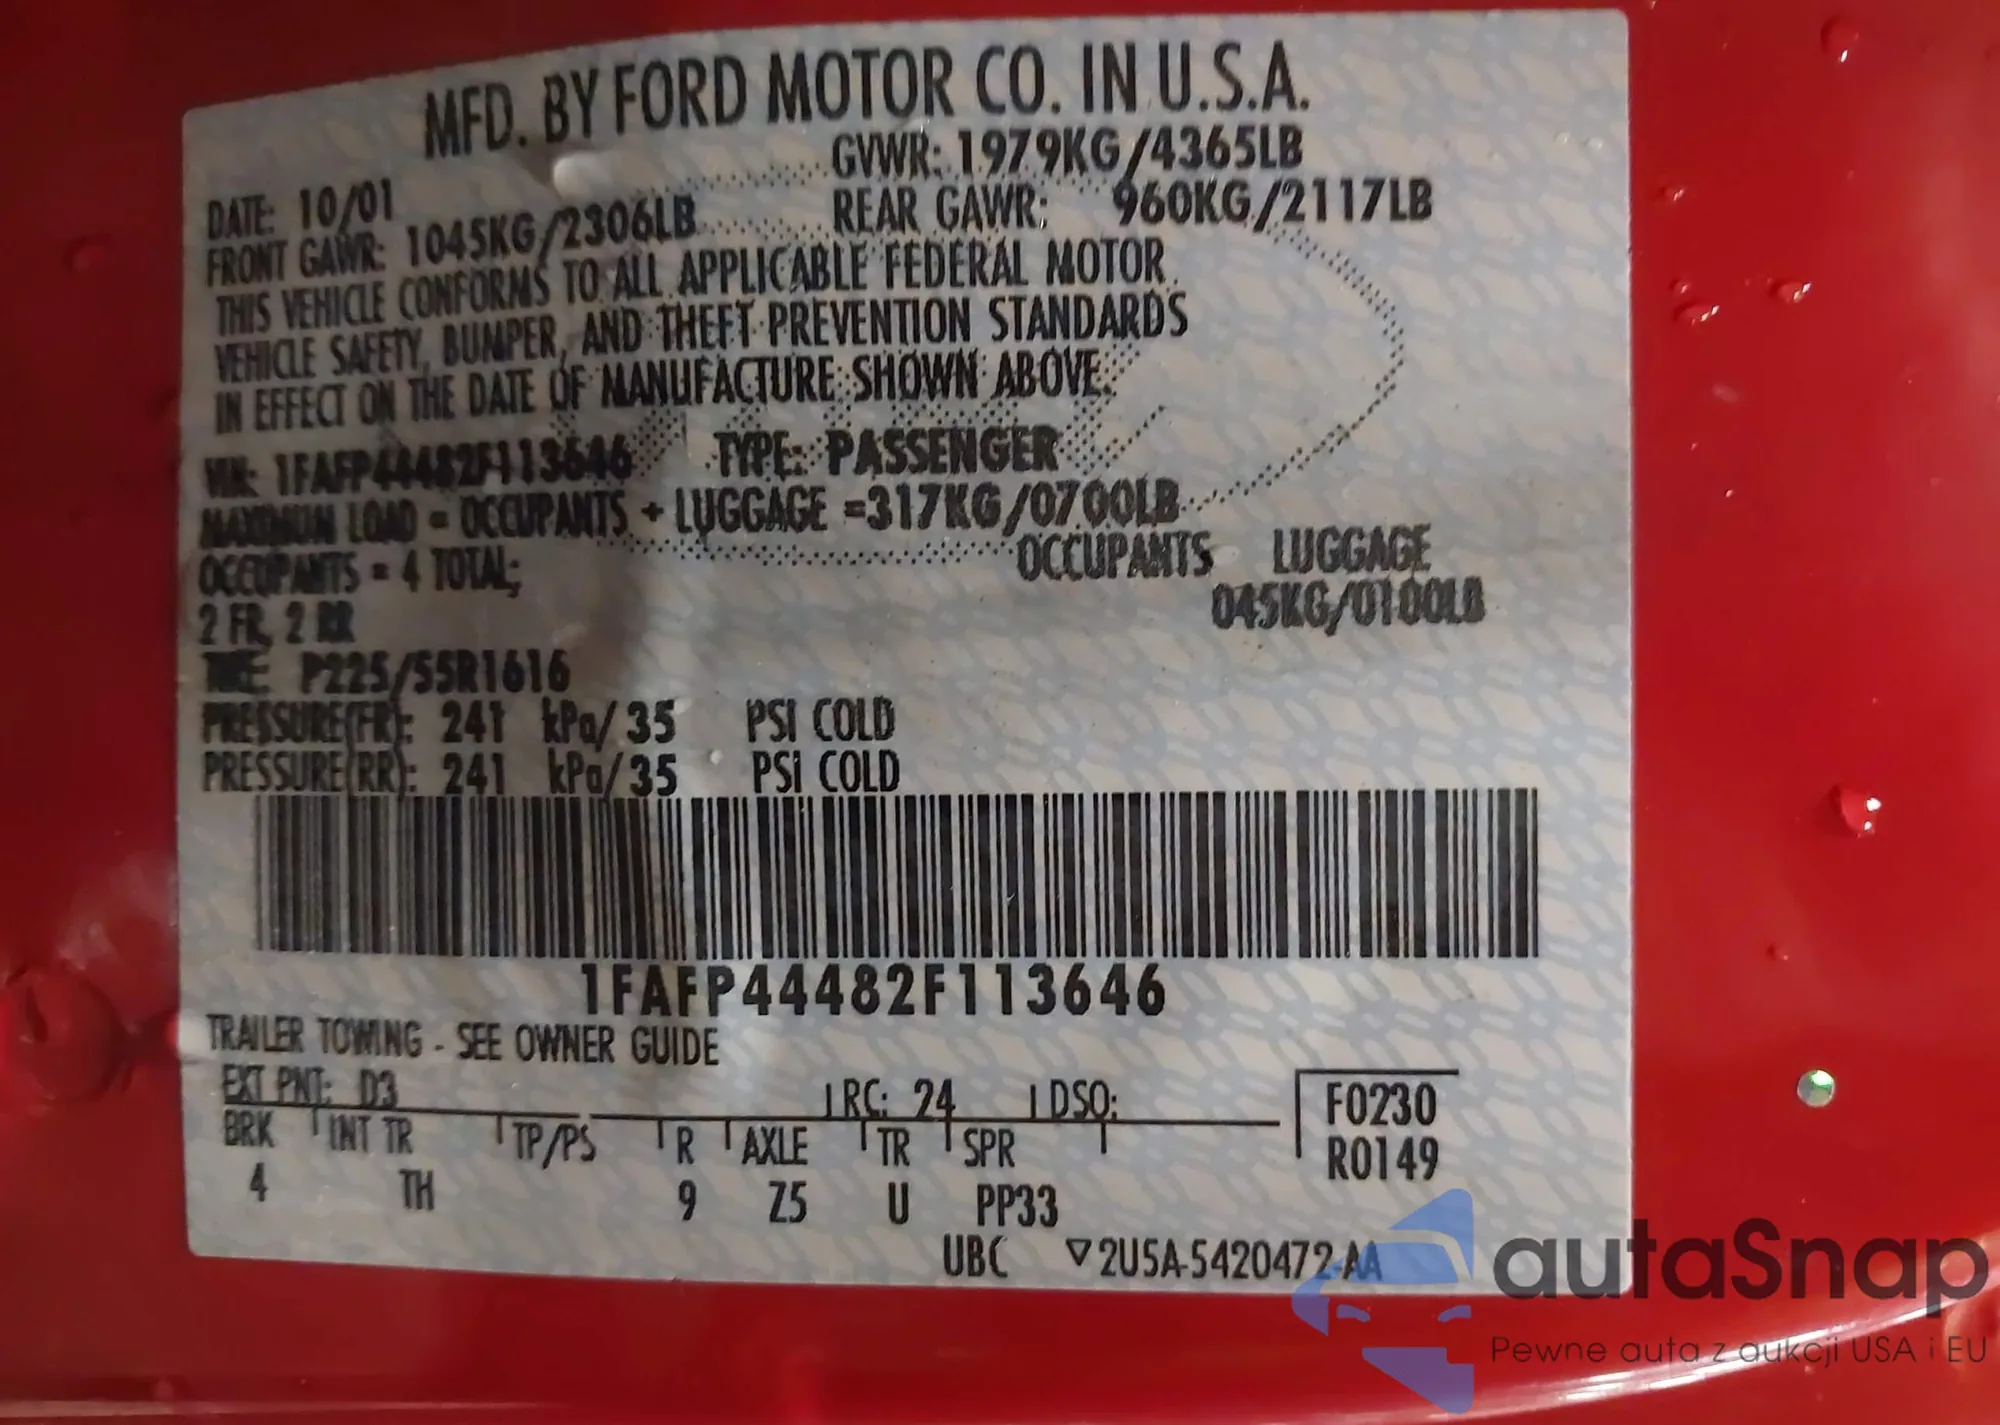 MFD. BY FORD MOTOR CO. IN U.S.A.
DATE: 10/01 GVWR: 1979KG/4365LB
FRONT GAWR: 1045KG/2306LB REAR GAWR: 960KG/2117LB
THIS VEHICLE CONFORMS TO ALL APPLICABLE FEDERAL MOTOR
VEHICLE SAFETY, BUMPER, AND THEFT PREVENTION STANDARDS
IN EFFECT ON THE DATE OF MANUFACTURE SHOWN ABOVE.
VIN: 1FAFP44482F113646 TYPE: PASSENGER
MAXIMUM LOAD = OCCUPANTS + LUGGAGE =317KG/0700LB
OCCUPANTS = 4 TOTAL; OCCUPANTS LUGGAGE
2 FR, 2 RR 045KG/0100LB
TIRE: P225/55R1616
PRESSURE(FR): 241 kPa/35 PSI COLD
PRESSURE(RR): 241 kPa/35 PSI COLD
1FAFP44482F113646
TRAILER TOWING - SEE OWNER GUIDE
EXT PNT: D3 RC: 24 DSO: F0230
BRK INT TR TP/PS R AXLE TR SPR R0149
4 TH 9 Z5 U PP33
UBC ▽2U5A-5420472-AA
autaSnap
Pewne auta z aukcji USA i EU